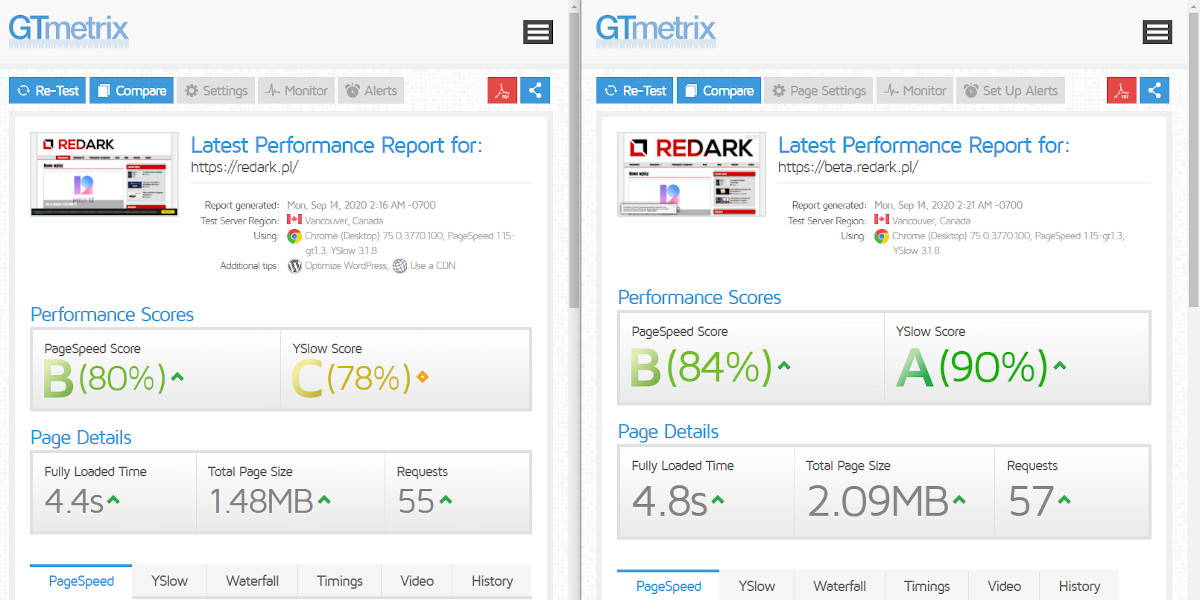 GTmetrix
Re-Test Compare Settings Monitor Alerts
REDARK
Latest Performance Report for:
https://redark.pl/
Report generated: Mon, Sep 14, 2020 2:16 AM -0700
Test Server Region: Vancouver, Canada
Using: Chrome (Desktop) 75.0.3770.100, PageSpeed 1.15-
gt1.3, YSlow 3.1.8
Additional tips: Optimize WordPress, Use a CDN
Performance Scores
PageSpeed Score
B (80%)
YSlow Score
C (78%)
Page Details
Fully Loaded Time
4.4s
Total Page Size
1.48MB
Requests
55
PageSpeed YSlow Waterfall Timings Video History
GTmetrix
Re-Test Compare Page Settings Monitor Set Up Alerts
REDARK
Latest Performance Report for:
https://beta.redark.pl/
Report generated: Mon, Sep 14, 2020 2:21 AM -0700
Test Server Region: Vancouver, Canada
Using: Chrome (Desktop) 75.0.3770.100, PageSpeed 1.15-gt1.3,
YSlow 3.1.8
Performance Scores
PageSpeed Score
B (84%)
YSlow Score
A (90%)
Page Details
Fully Loaded Time
4.8s
Total Page Size
2.09MB
Requests
57
PageSpeed YSlow Waterfall Timings Video History